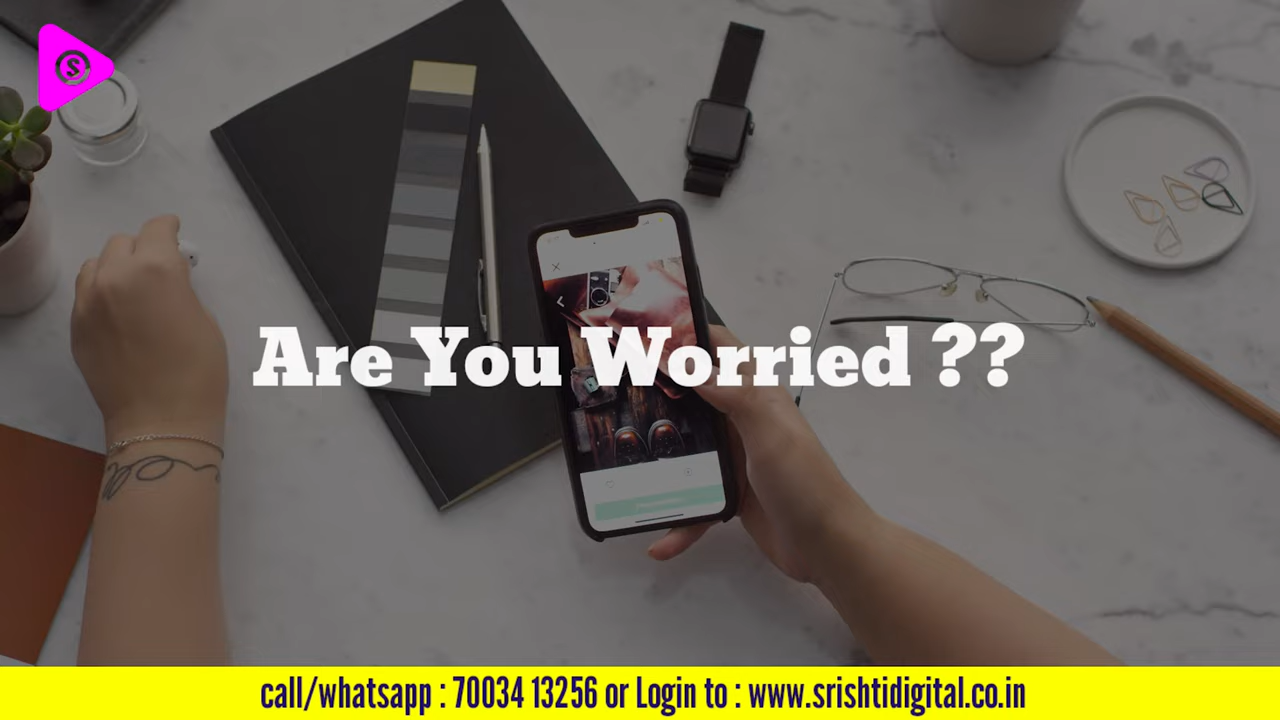 S
Are You Worried ??
call/whatsapp : 70034 13256 or Login to : www.srishtidigital.co.in